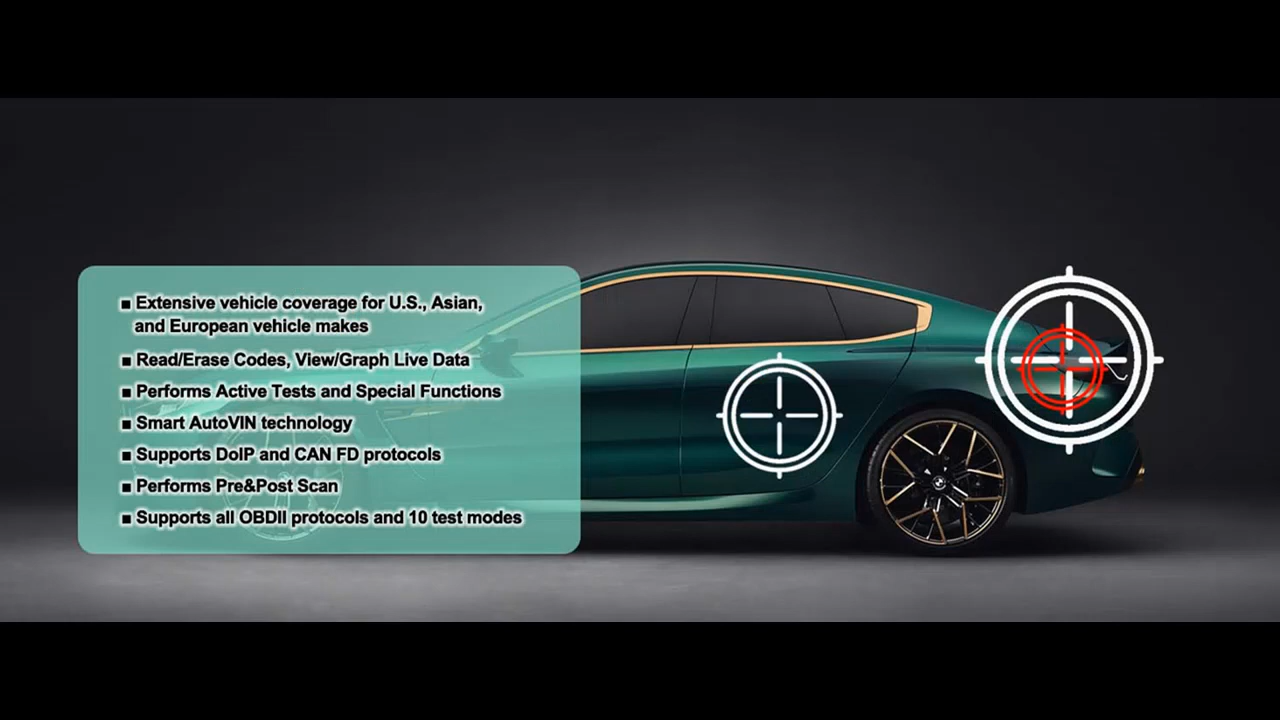 ■ Extensive vehicle coverage for U.S., Asian,
and European vehicle makes
■ Read/Erase Codes, View/Graph Live Data
■ Performs Active Tests and Special Functions
■ Smart AutoVIN technology
■ Supports DoIP and CAN FD protocols
■ Performs Pre&Post Scan
■ Supports all OBDII protocols and 10 test modes